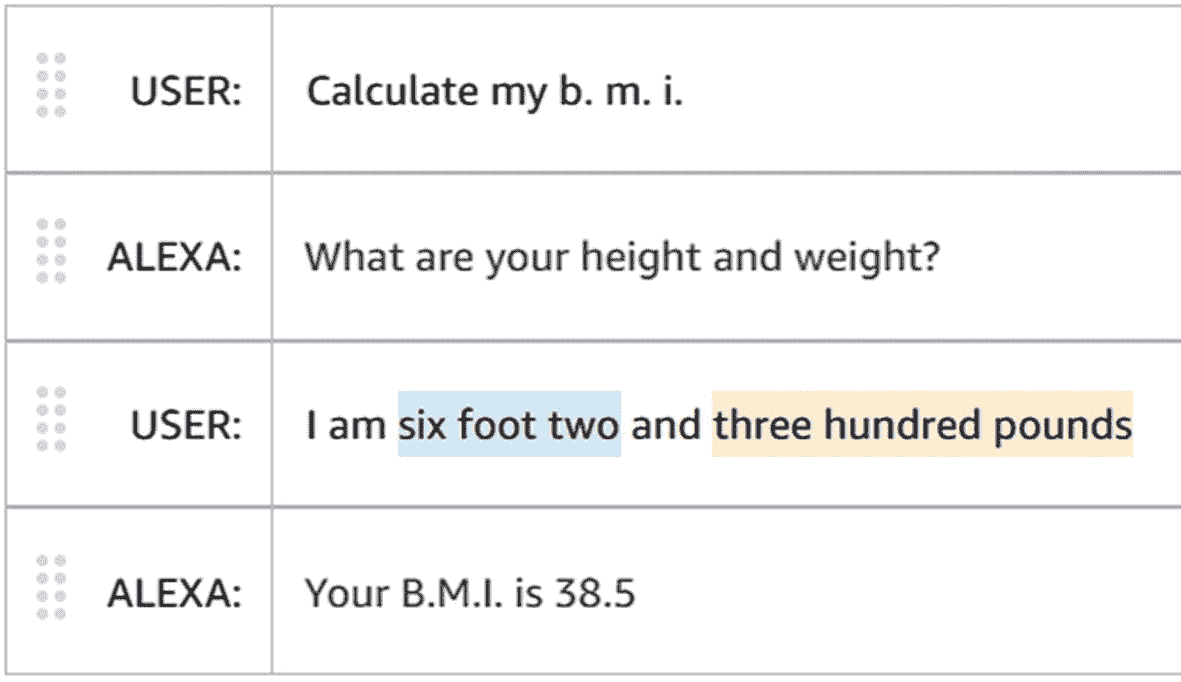 USER: Calculate my b. m. i.
ALEXA: What are your height and weight?
USER: I am six foot two and three hundred pounds
ALEXA: Your B.M.I. is 38.5